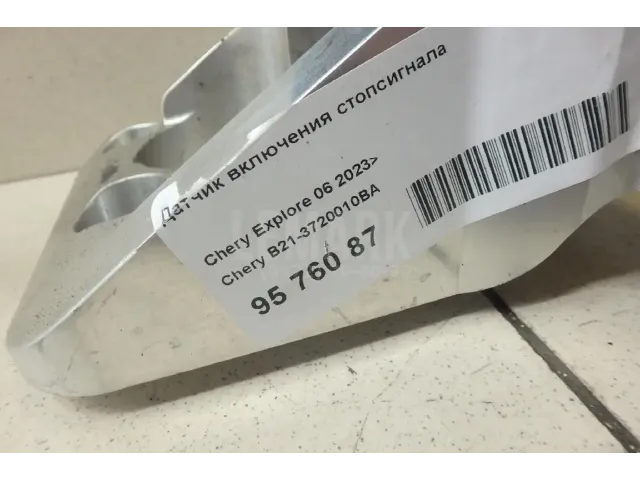 Датчик включения стопсигнала
Chery Explore 06 2023>
Chery B21-3720010BA
95 760 87